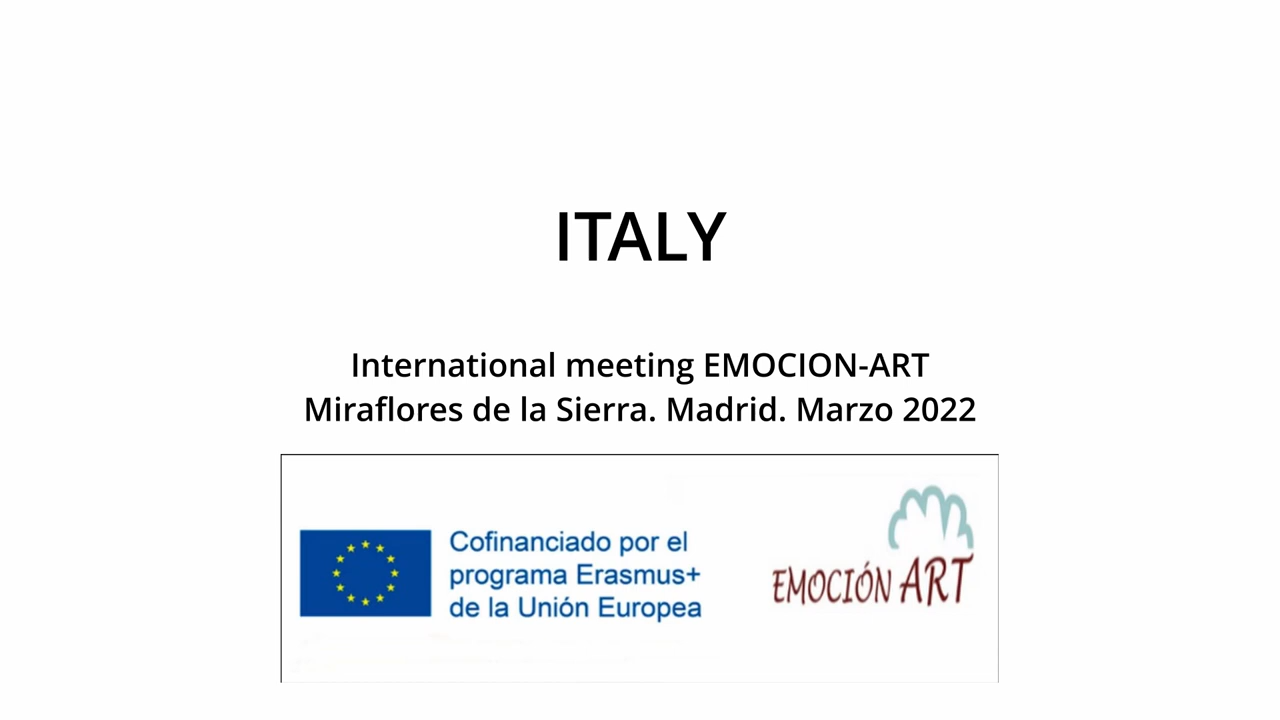 ITALY
International meeting EMOCION-ART
Miraflores de la Sierra. Madrid. Marzo 2022
Cofinanciado por el
programa Erasmus+
de la Unión Europea
EMOCIÓN ART